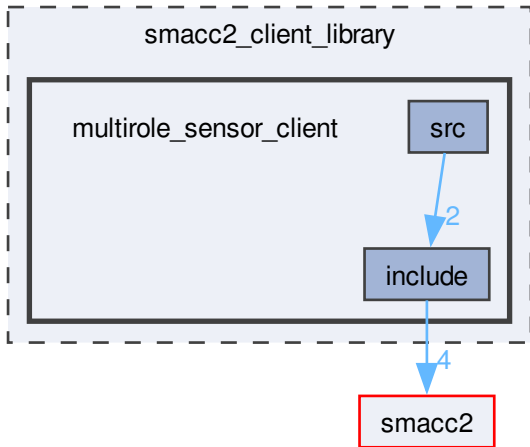 smacc2_client_library
multirole_sensor_client
src
2
include
4
smacc2